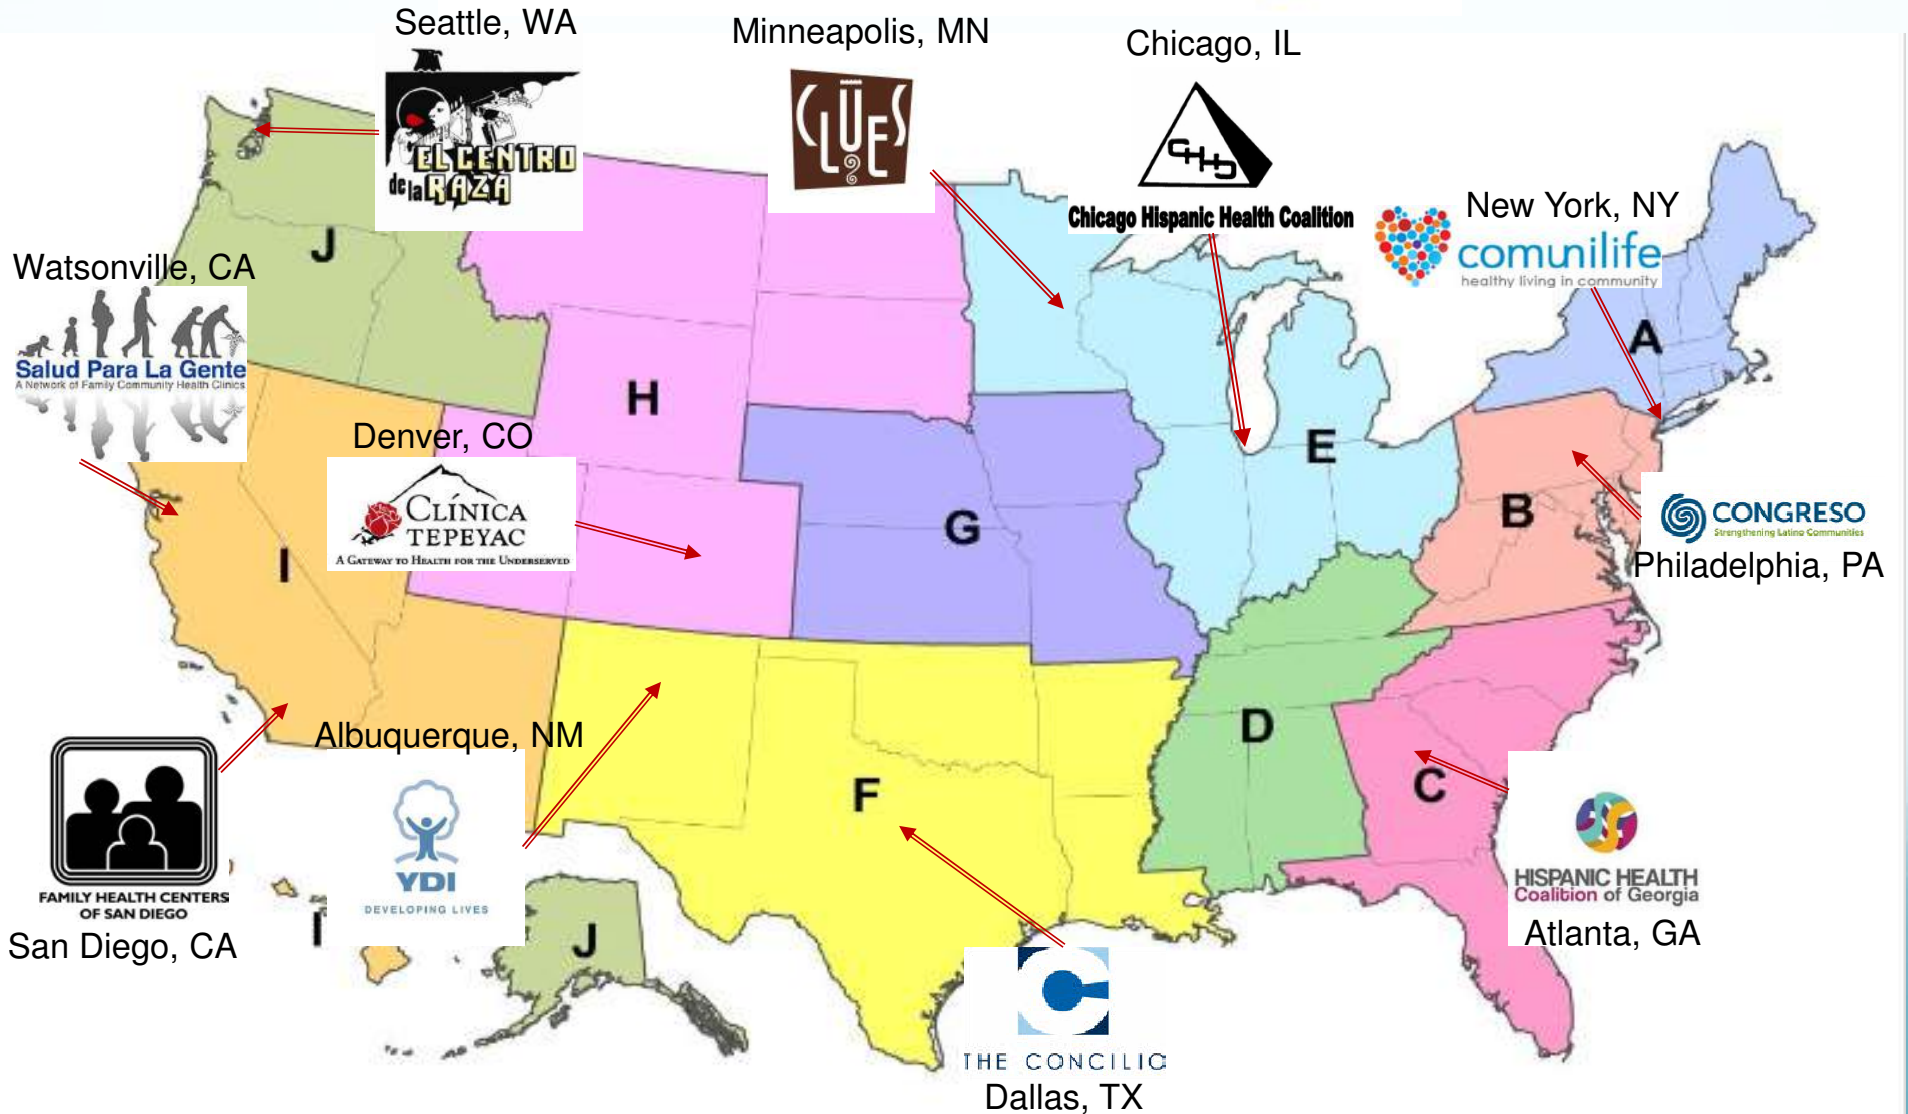 Seattle, WA
EL CENTRO
de la RAZA
Minneapolis, MN
CLUES
Chicago, IL
CHHC
Chicago Hispanic Health Coalition
New York, NY
comunilife
healthy living in community
Watsonville, CA
Salud Para La Gente
A Network of Family Community Health Clinics
Denver, CO
CLÍNICA
TEPEYAC
A GATEWAY TO HEALTH FOR THE UNDERSERVED
CONGRESO
Strengthening Latino Communities
Philadelphia, PA
J
H
A
E
G
B
I
D
F
C
FAMILY HEALTH CENTERS
OF SAN DIEGO
San Diego, CA
Albuquerque, NM
YDI
DEVELOPING LIVES
I
J
HISPANIC HEALTH
Coalition of Georgia
Atlanta, GA
THE CONCILIO
Dallas, TX